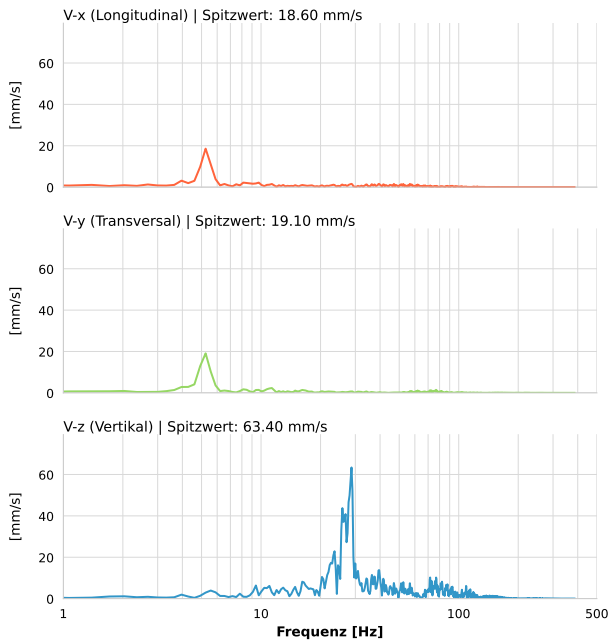 V-x (Longitudinal) | Spitzwert: 18.60 mm/s
60
40
20
0
[mm/s]
V-y (Transversal) | Spitzwert: 19.10 mm/s
60
40
20
0
[mm/s]
V-z (Vertikal) | Spitzwert: 63.40 mm/s
60
40
20
0
[mm/s]
1 10 100 500
Frequenz [Hz]